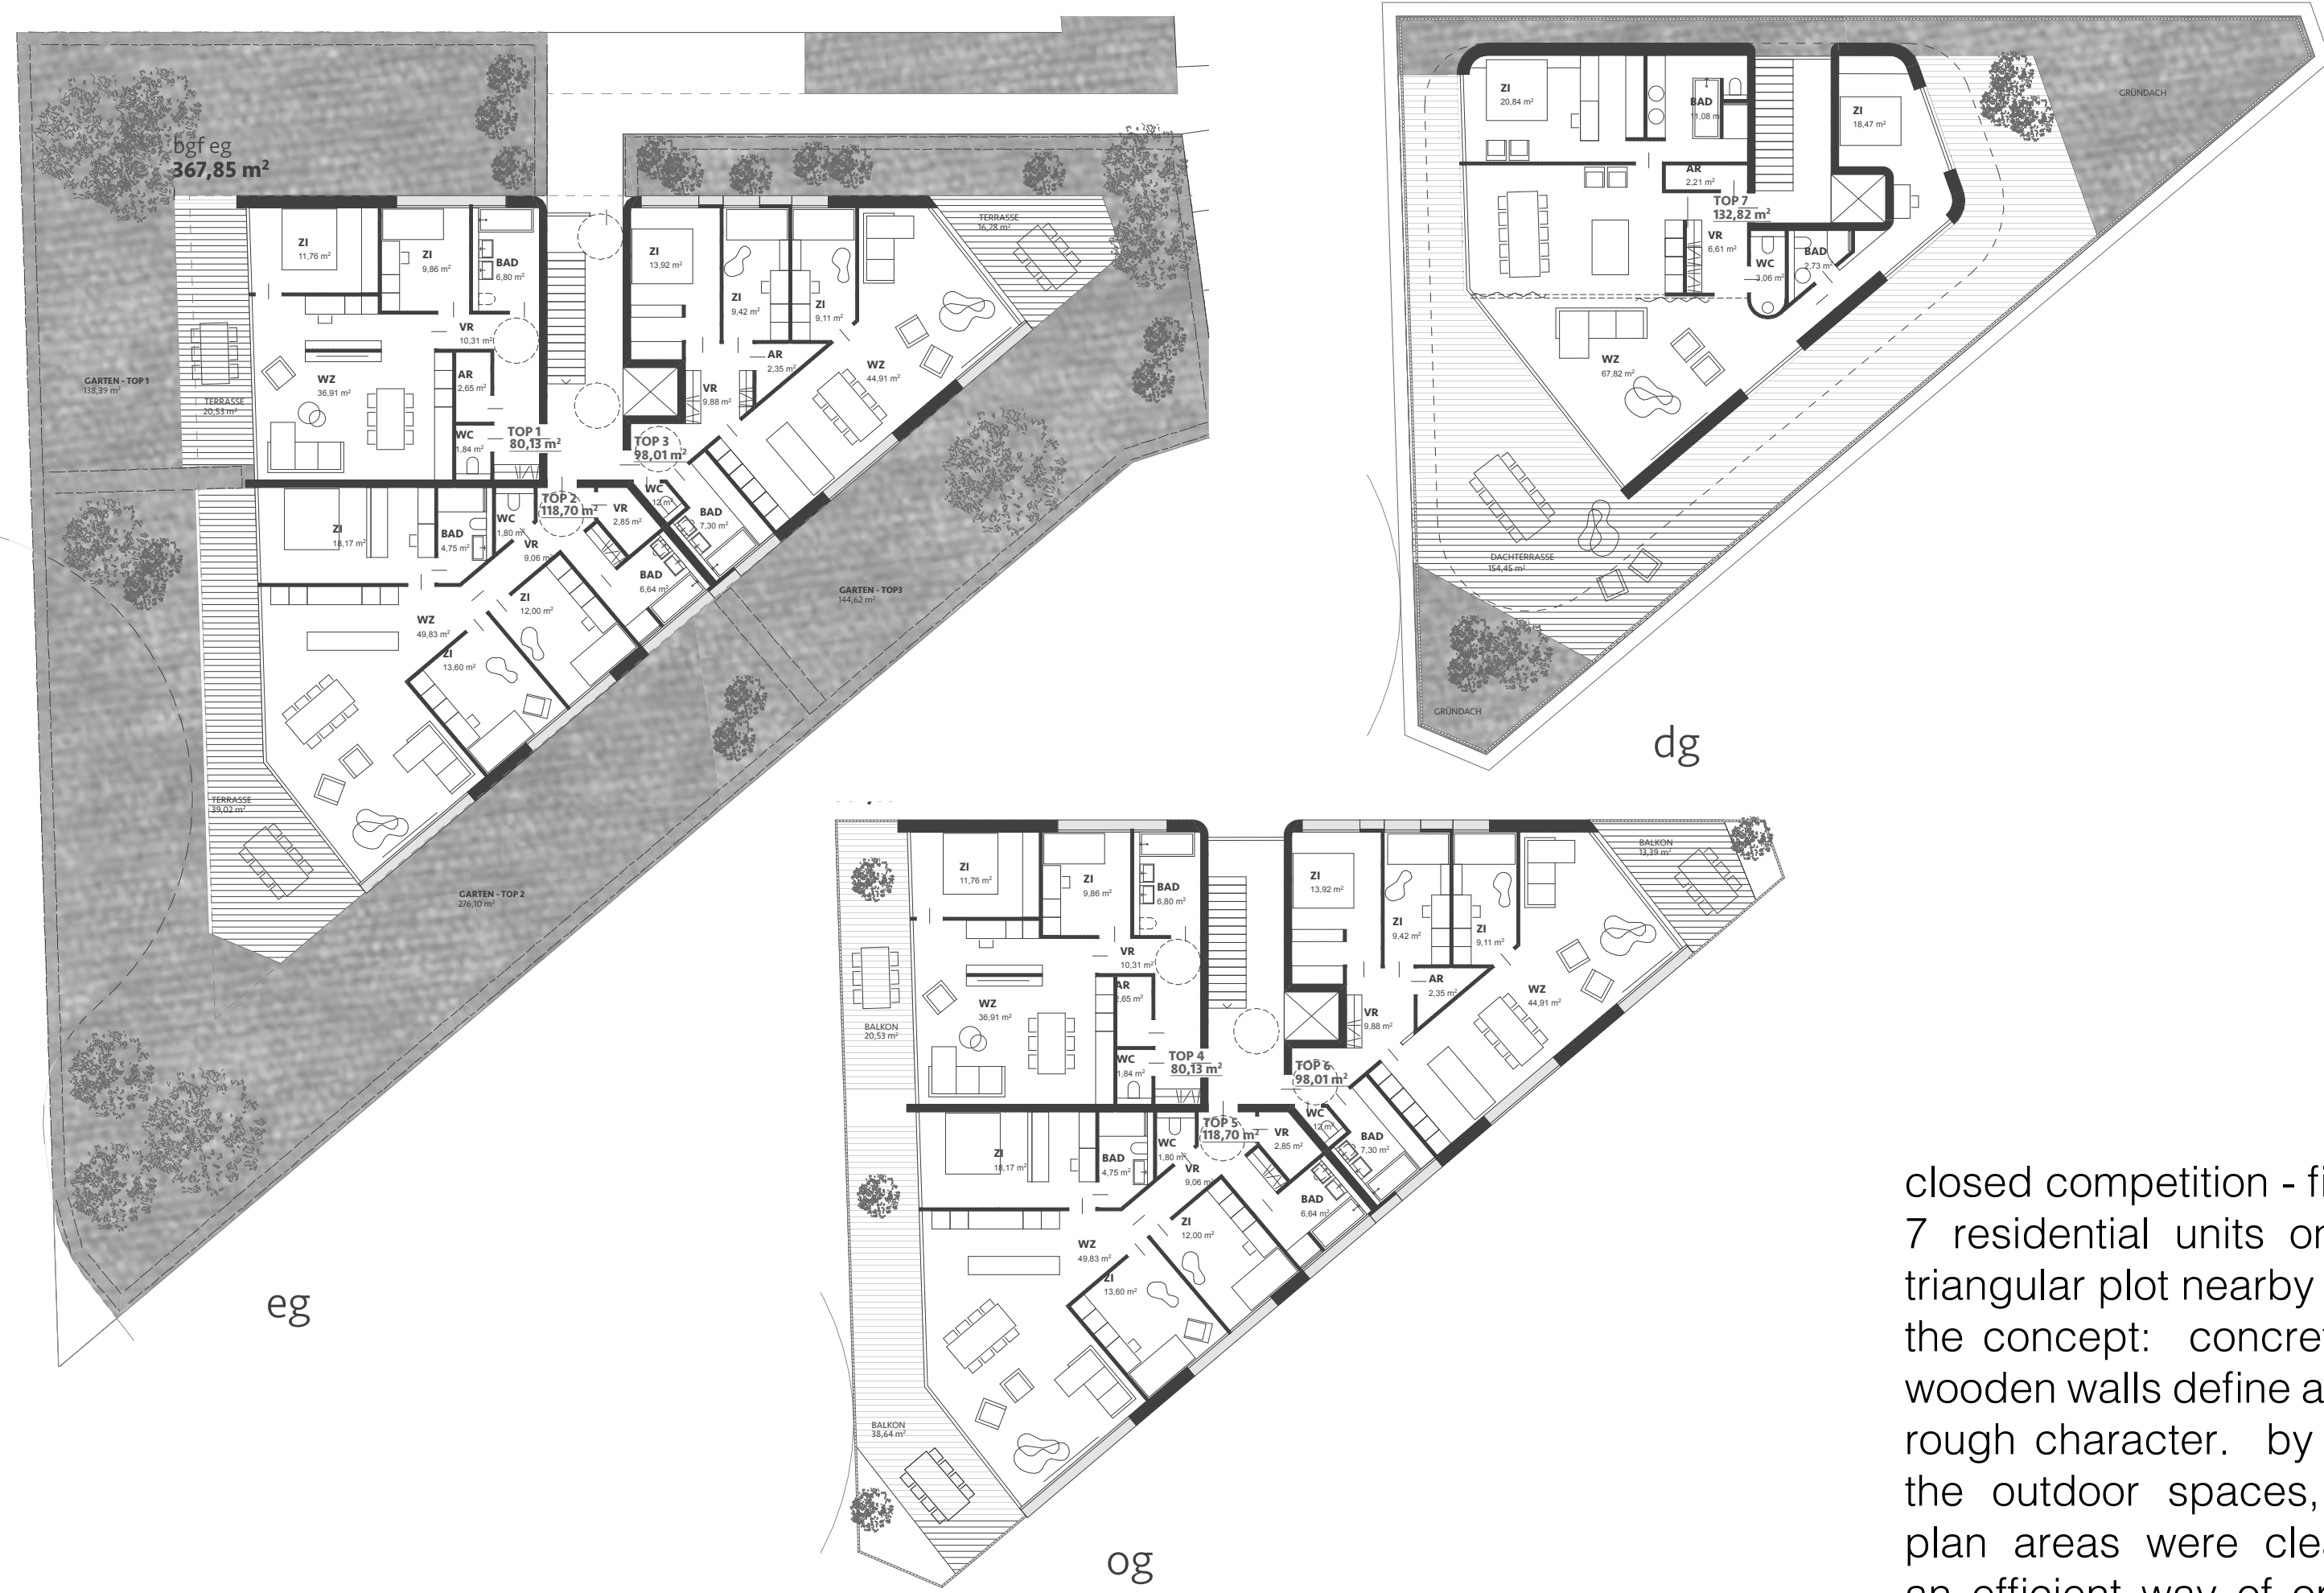 bgf eg
367,85 m²
ZI
11,76 m²
ZI
9,86 m²
BAD
6,80 m²
VR
10,31 m²
AR
2,65 m²
WZ
36,91 m²
WC
1,84 m²
TOP 1
80,13 m²
GARTEN - TOP 1
138,39 m²
TERRASSE
20,53 m²
ZI
13,92 m²
ZI
9,42 m²
ZI
9,11 m²
AR
2,35 m²
VR
9,88 m²
WZ
44,91 m²
TERRASSE
16,28 m²
TOP 3
98,01 m²
WC
BAD
7,30 m²
TOP 2
118,70 m²
VR
2,85 m²
ZI
18,17 m²
BAD
4,75 m²
WC
1,80 m²
VR
9,06 m²
BAD
6,64 m²
ZI
12,00 m²
WZ
49,83 m²
ZI
13,60 m²
GARTEN - TOP3
144,62 m²
TERRASSE
39,02 m²
GARTEN - TOP 2
276,10 m²
eg
ZI
20,84 m²
BAD
11,08 m
ZI
18,47 m²
GRÜNDACH
AR
2,21 m²
TOP 7
132,82 m²
VR
6,61 m²
WC
3,06 m²
BAD
2,73 m²
WZ
67,82 m²
DACHTERRASSE
154,45 m²
GRÜNDACH
dg
ZI
11,76 m²
ZI
9,86 m²
BAD
6,80 m²
VR
10,31 m²
AR
2,65 m²
WZ
36,91 m²
WC
1,84 m²
TOP 4
80,13 m²
BALKON
20,53 m²
ZI
13,92 m²
ZI
9,42 m²
ZI
9,11 m²
AR
2,35 m²
VR
9,88 m²
WZ
44,91 m²
BALKON
13,39 m²
TOP 6
98,01 m²
WC
BAD
7,30 m²
TOP 5
118,70 m²
VR
2,85 m²
ZI
18,17 m²
BAD
4,75 m²
WC
1,80 m²
VR
9,06 m²
BAD
6,64 m²
ZI
12,00 m²
WZ
49,83 m²
ZI
13,60 m²
BALKON
38,64 m²
og
closed competition -
7 residential units
triangular plot nearby
the concept:
wooden walls define a
rough character. by
the outdoor spaces,
plan areas were
an efficient way of